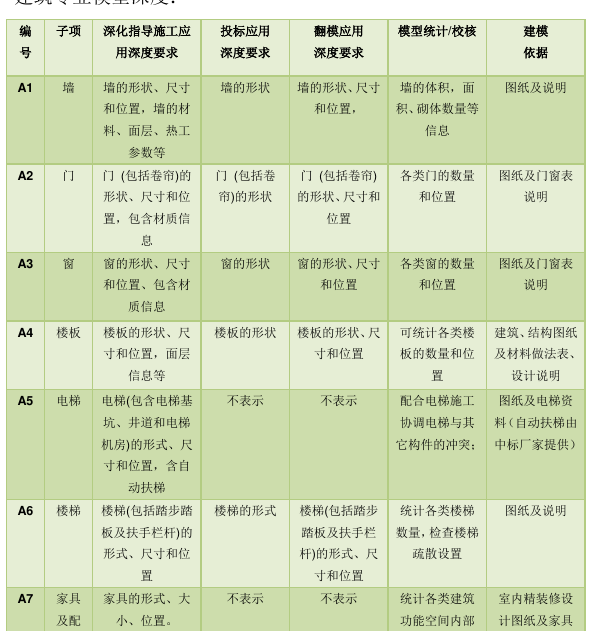 建筑专业模型深度：
编号 子项 深化指导施工应用深度要求 投标应用深度要求 翻模应用深度要求 模型统计/校核 建模依据
A1 墙 墙的形状、尺寸和位置，墙的材料、面层、热工参数等 墙的形状 墙的形状、尺寸和位置， 墙的体积，面积、砌体数量等信息 图纸及说明
A2 门 门 (包括卷帘)的形状、尺寸和位置，包含材质信息 门 (包括卷帘)的形状 门 (包括卷帘)的形状、尺寸和位置 各类门的数量和位置 图纸及门窗表说明
A3 窗 窗的形状、尺寸和位置、包含材质信息 窗的形状 窗的形状、尺寸和位置 各类窗的数量和位置 图纸及门窗表说明
A4 楼板 楼板的形状、尺寸和位置，面层信息等 楼板的形状 楼板的形状、尺寸和位置 可统计各类楼板的数量和位置 建筑、结构图纸及材料做法表、设计说明
A5 电梯 电梯(包含电梯基坑、井道和电梯机房)的形式、尺寸和位置，含自动扶梯 不表示 不表示 配合电梯施工协调电梯与其它构件的冲突； 图纸及电梯资料（自动扶梯由中标厂家提供）
A6 楼梯 楼梯(包括踏步踏板及扶手栏杆)的形式、尺寸和位置 楼梯的形式 楼梯(包括踏步踏板及扶手栏杆)的形式、尺寸和位置 统计各类楼梯数量，检查楼梯疏散设置 图纸及说明
A7 家具及配 家具的形式、大小、位置。 不表示 不表示 统计各类建筑功能空间内部 室内精装修设计图纸及家具